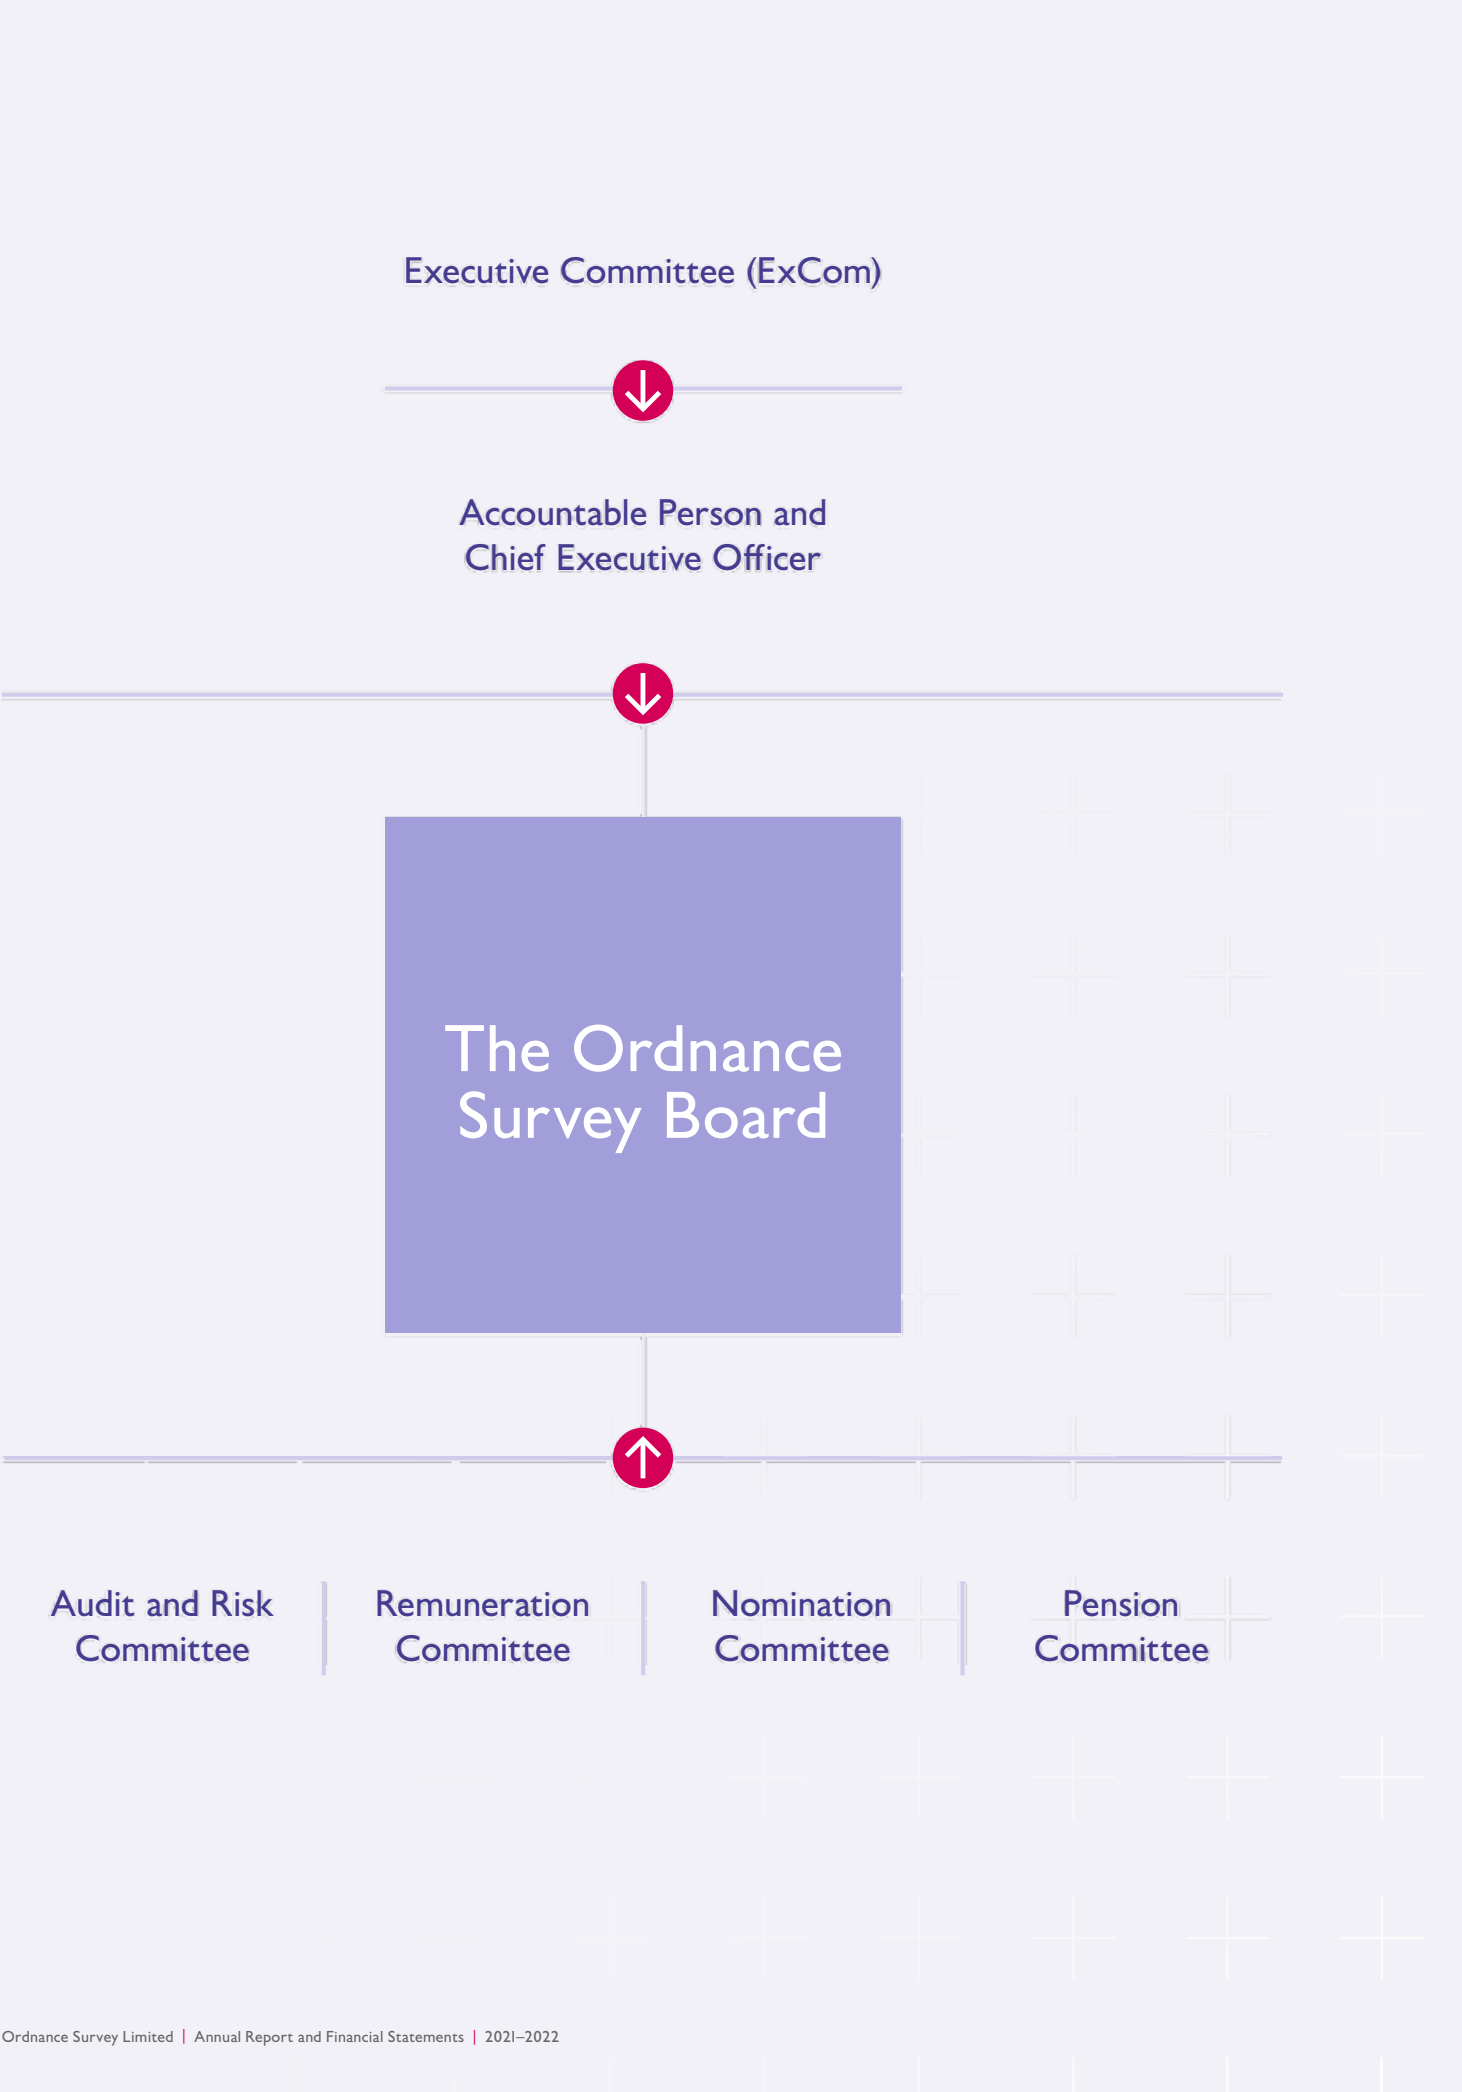 Executive Committee (ExCom)
Accountable Person and
Chief Executive Officer
The Ordnance
Survey Board
Audit and Risk
Committee
Remuneration
Committee
Nomination
Committee
Pension
Committee
Ordnance Survey Limited | Annual Report and Financial Statements | 2021–2022